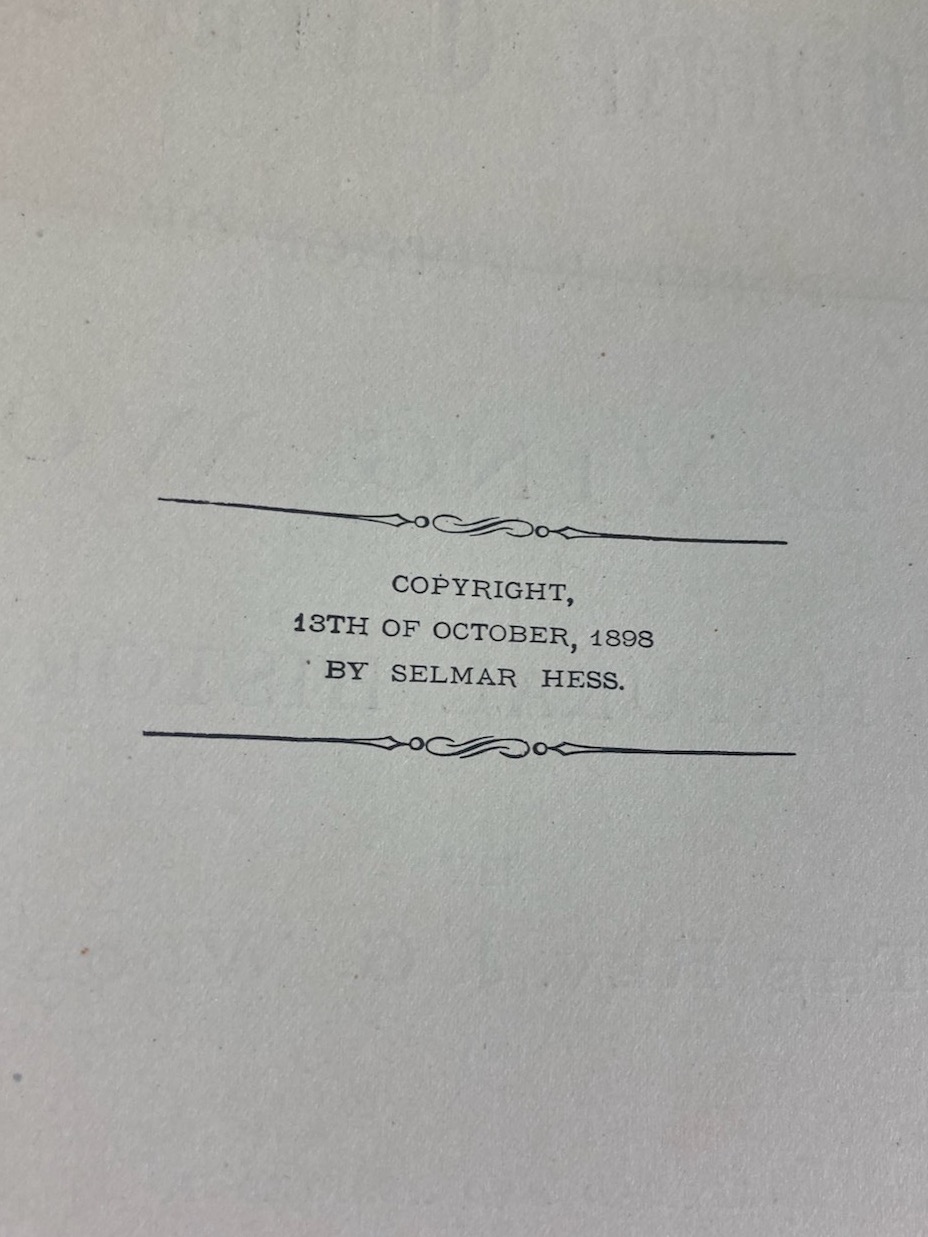 COPYRIGHT,
13TH OF OCTOBER, 1898
BY SELMAR HESS.